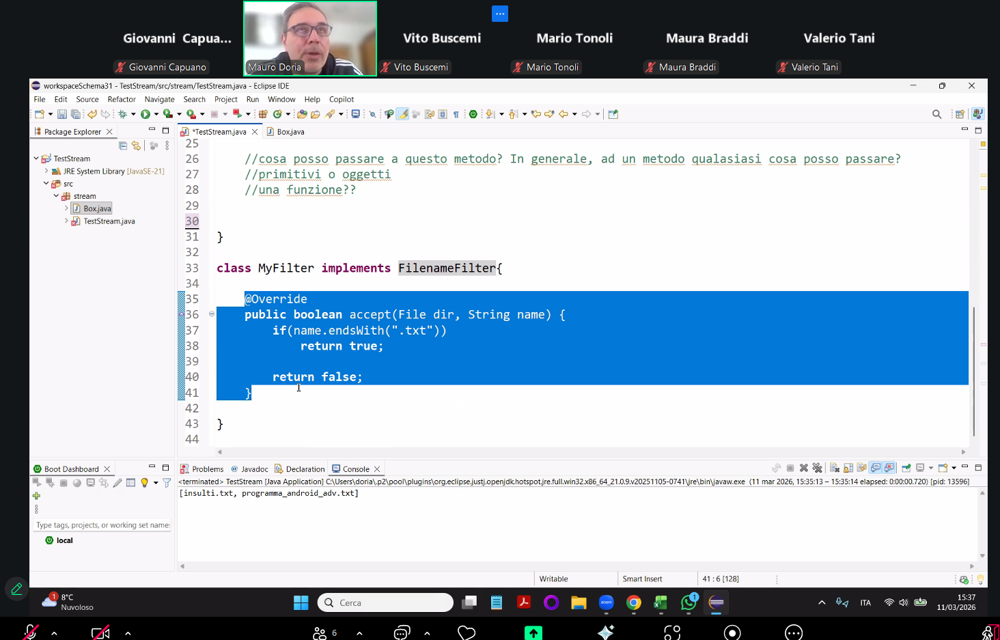 Giovanni Capua...
Vito Buscemi
Mario Tonoli
Maura Braddi
Valerio Tani
Giovanni Capuano
Mauro Doria
Vito Buscemi
Mario Tonoli
Maura Braddi
Valerio Tani
workspaceSchema31 - TestStream/src/stream/TestStream.java - Eclipse IDE
File Edit Source Refactor Navigate Search Project Run Window Help Copilot
Package Explorer
*TestStream.java
Box.java
TestStream
JRE System Library [JavaSE-21]
src
stream
Box.java
TestStream.java
25
26 //cosa posso passare a questo metodo? In generale, ad un metodo qualasiasi cosa posso passare?
27 //primitivi o oggetti
28 //una funzione??
29
30
31 }
32
33 class MyFilter implements FilenameFilter{
34
35 @Override
36 public boolean accept(File dir, String name) {
37 if(name.endsWith(".txt"))
38 return true;
39
40 return false;
41 }
42
43 }
44
Boot Dashboard
Type tags, projects, or working set name:
local
Problems @ Javadoc Declaration Console
<terminated> TestStream [Java Application] C:\Users\doria\.p2\pool\plugins\org.eclipse.justj.openjdk.hotspot.jre.full.win32.x86_64_21.0.9.v20251105-0741\jre\bin\javaw.exe (11 mar 2026, 15:35:13 – 15:35:14 elapsed: 0:00:00.720) [pid: 13596]
[insulti.txt, programma_android_adv.txt]
Writable
Smart Insert
41 : 6 [128]
1
8°C
Nuvoloso
Cerca
zoom
1
ITA
15:37
11/03/2026
6